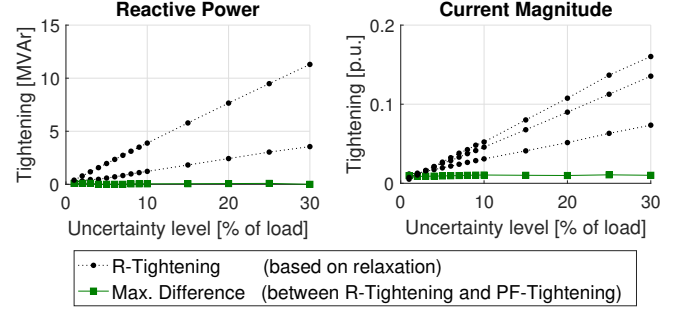 Reactive Power
Current Magnitude
Tightening [MVAr]
15
10
5
0
0
10
20
30
Uncertainty level [% of load]
Tightening [p.u.]
0.2
0.1
0
0
10
20
30
Uncertainty level [% of load]
R-Tightening (based on relaxation)
Max. Difference (between R-Tightening and PF-Tightening)